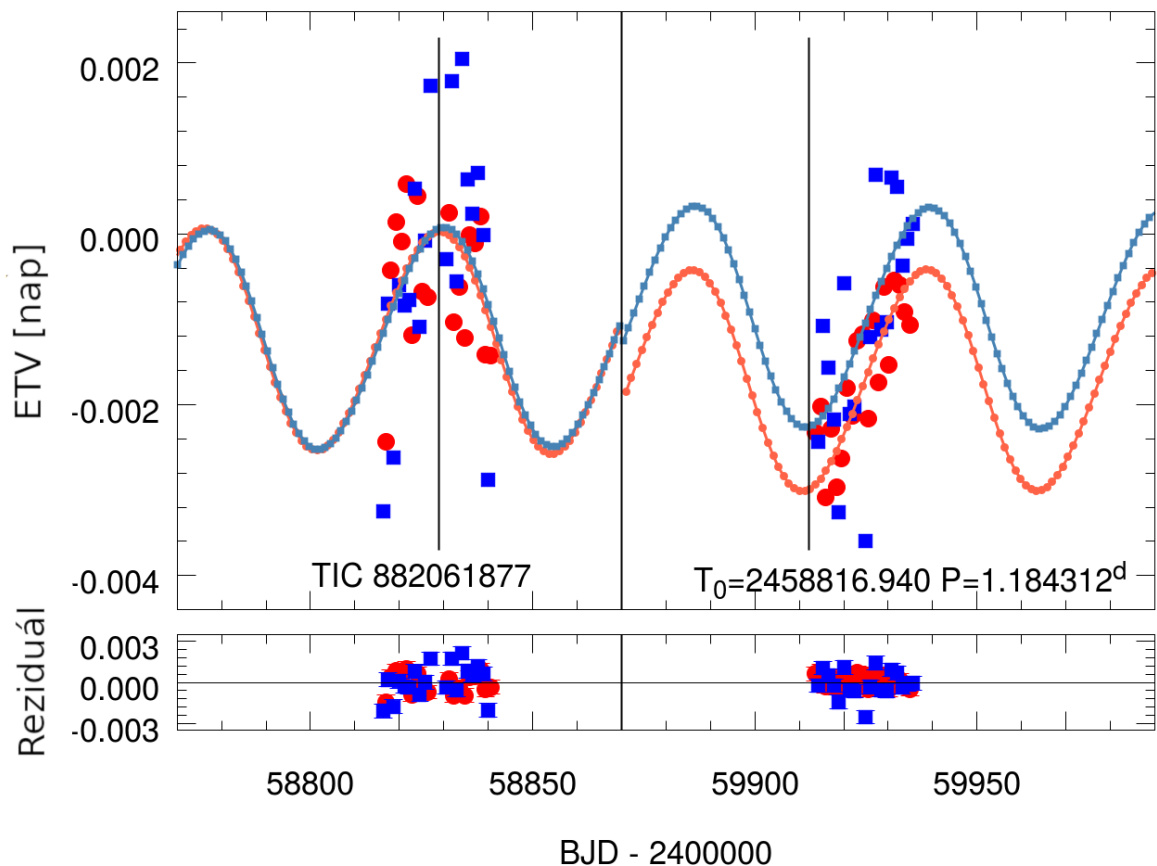 ETV [nap]
0.002
0.000
-0.002
-0.004
TIC 882061877
T₀=2458816.940 P=1.184312ᵈ
Reziduál
0.003
0.000
-0.003
58800
58850
59900
59950
BJD - 2400000